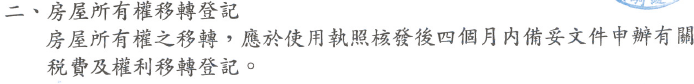 二、房屋所有權移轉登記
房屋所有權之移轉，應於使用執照核發後四個月內備妥文件申辦有關
稅費及權利移轉登記。